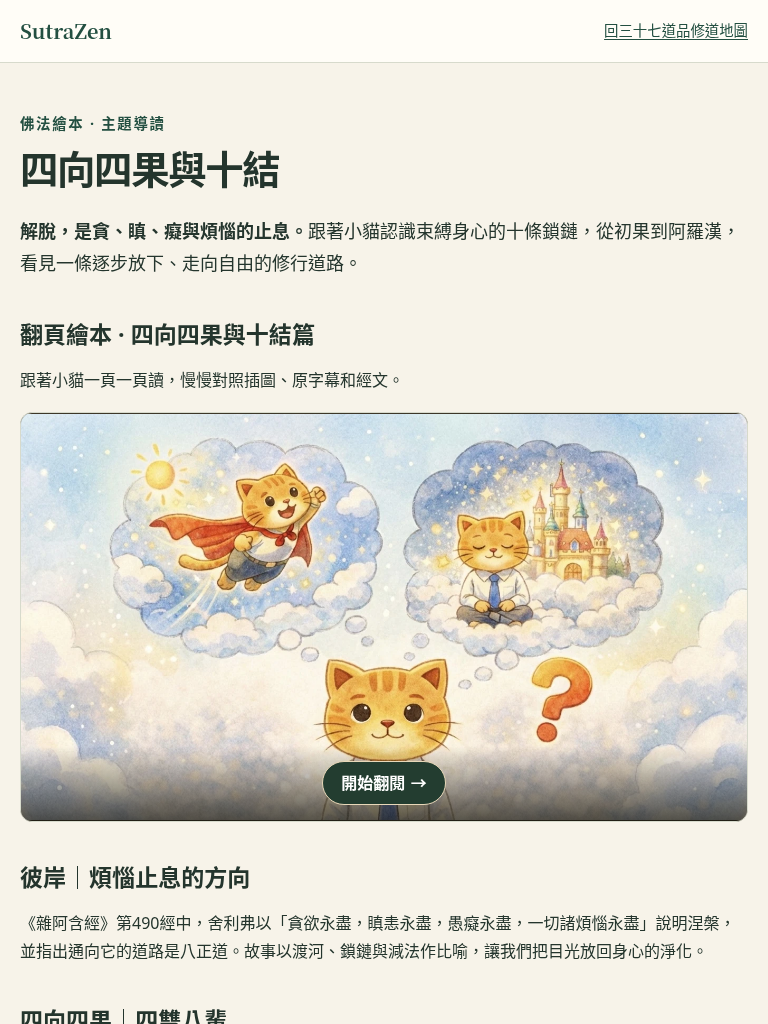 SutraZen
回三十七道品修道地圖
佛法繪本 · 主題導讀
四向四果與十結
解脫，是貪、瞋、癡與煩惱的止息。跟著小貓認識束縛身心的十條鎖鏈，從初果到阿羅漢，
看見一條逐步放下、走向自由的修行道路。
翻頁繪本 · 四向四果與十結篇
跟著小貓一頁一頁讀，慢慢對照插圖、原字幕和經文。
開始翻閱 →
彼岸｜煩惱止息的方向
《雜阿含經》第490經中，舍利弗以「貪欲永盡，瞋恚永盡，愚癡永盡，一切諸煩惱永盡」說明涅槃，
並指出通向它的道路是八正道。故事以渡河、鎖鏈與減法作比喻，讓我們把目光放回身心的淨化。
四向四果｜四雙八輩